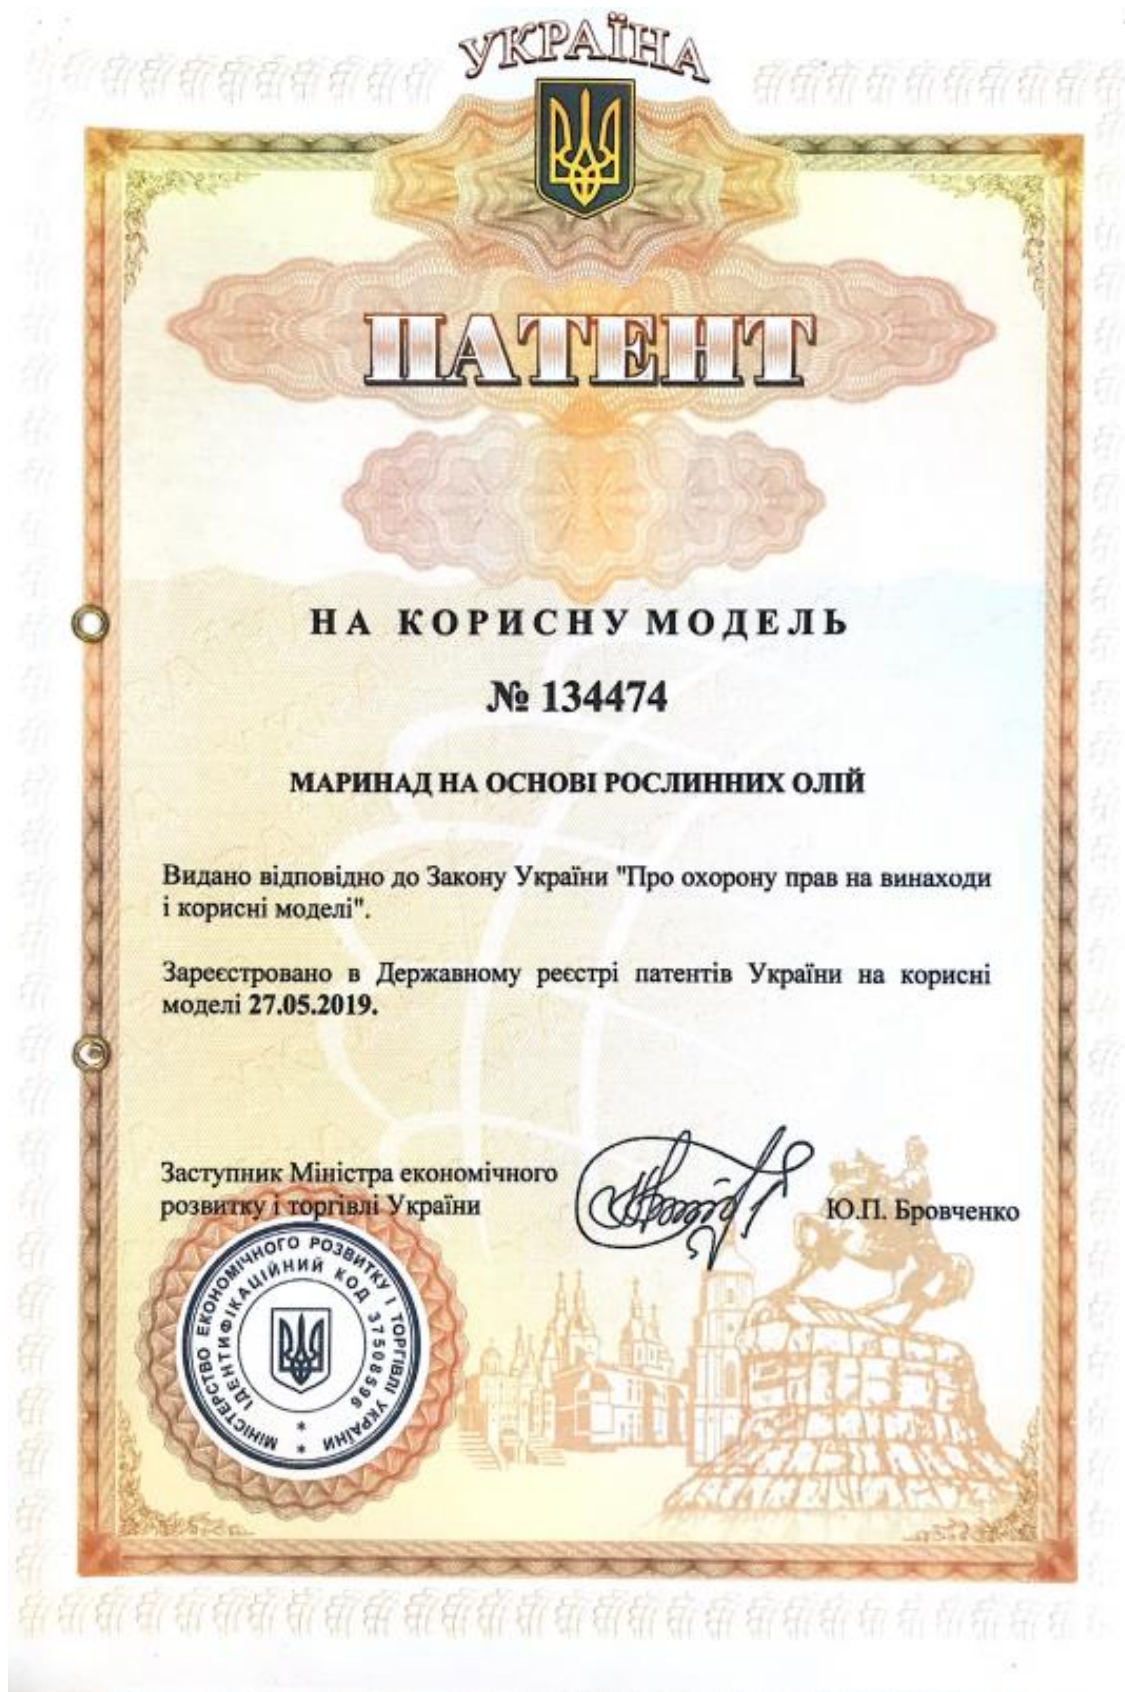 УКРАЇНА
ПАТЕНТ
НА КОРИСНУ МОДЕЛЬ
№ 134474
МАРИНАД НА ОСНОВІ РОСЛИННИХ ОЛІЙ
Видано відповідно до Закону України "Про охорону прав на винаходи
і корисні моделі".
Зареєстровано в Державному реєстрі патентів України на корисні
моделі 27.05.2019.
Заступник Міністра економічного
розвитку і торгівлі України
Ю.П. Бровченко
МІНІСТЕРСТВО ЕКОНОМІЧНОГО РОЗВИТКУ І ТОРГІВЛІ УКРАЇНИ
ІДЕНТИФІКАЦІЙНИЙ КОД 37508596